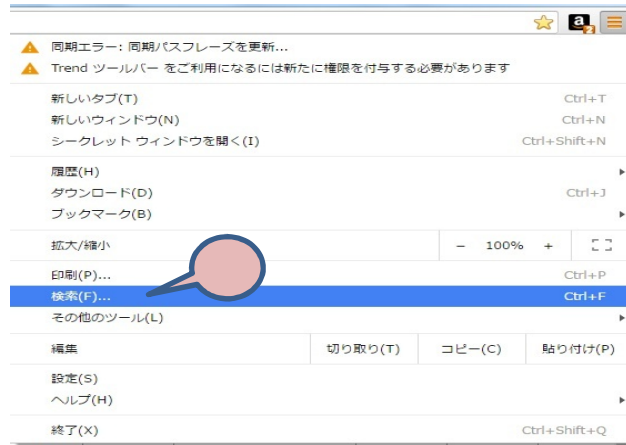 a
2
同期エラー: 同期パスフレーズを更新...
Trend ツールバー をご利用になるには新たに権限を付与する必要があります
新しいタブ(T) Ctrl+T
新しいウィンドウ(N) Ctrl+N
シークレット ウィンドウを開く(I) Ctrl+Shift+N
履歴(H)
ダウンロード(D) Ctrl+J
ブックマーク(B)
拡大/縮小 − 100% +
印刷(P)... Ctrl+P
検索(F)... Ctrl+F
その他のツール(L)
編集 切り取り(T) コピー(C) 貼り付け(P)
設定(S)
ヘルプ(H)
終了(X) Ctrl+Shift+Q